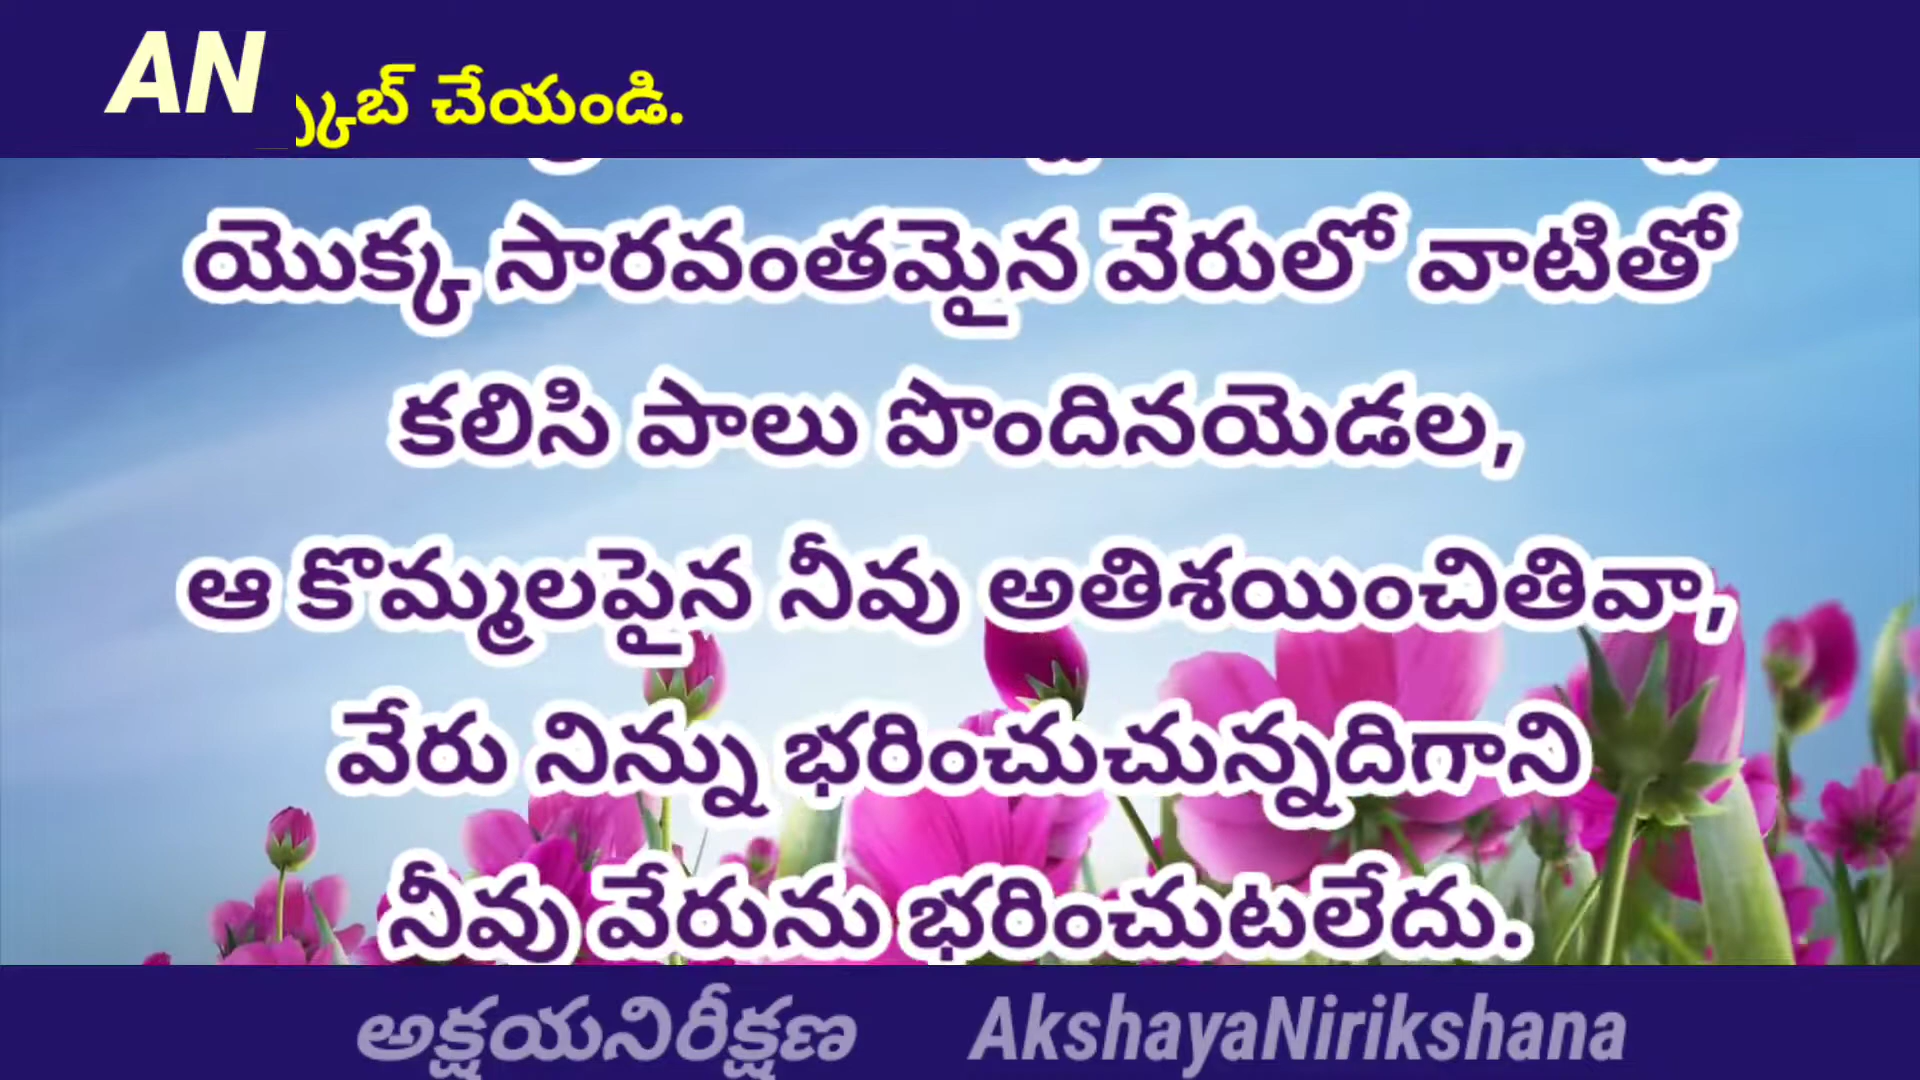 AN
స్క్రైబ్ చేయండి.
యొక్క సారవంతమైన వేరులో వాటితో
కలిసి పాలు పొందినయెడల,
ఆ కొమ్మలపైన నీవు అతిశయించితివా,
వేరు నిన్ను భరించుచున్నదిగాని
నీవు వేరును భరించుటలేదు.
అక్షయనిరీక్షణ AkshayaNirikshana